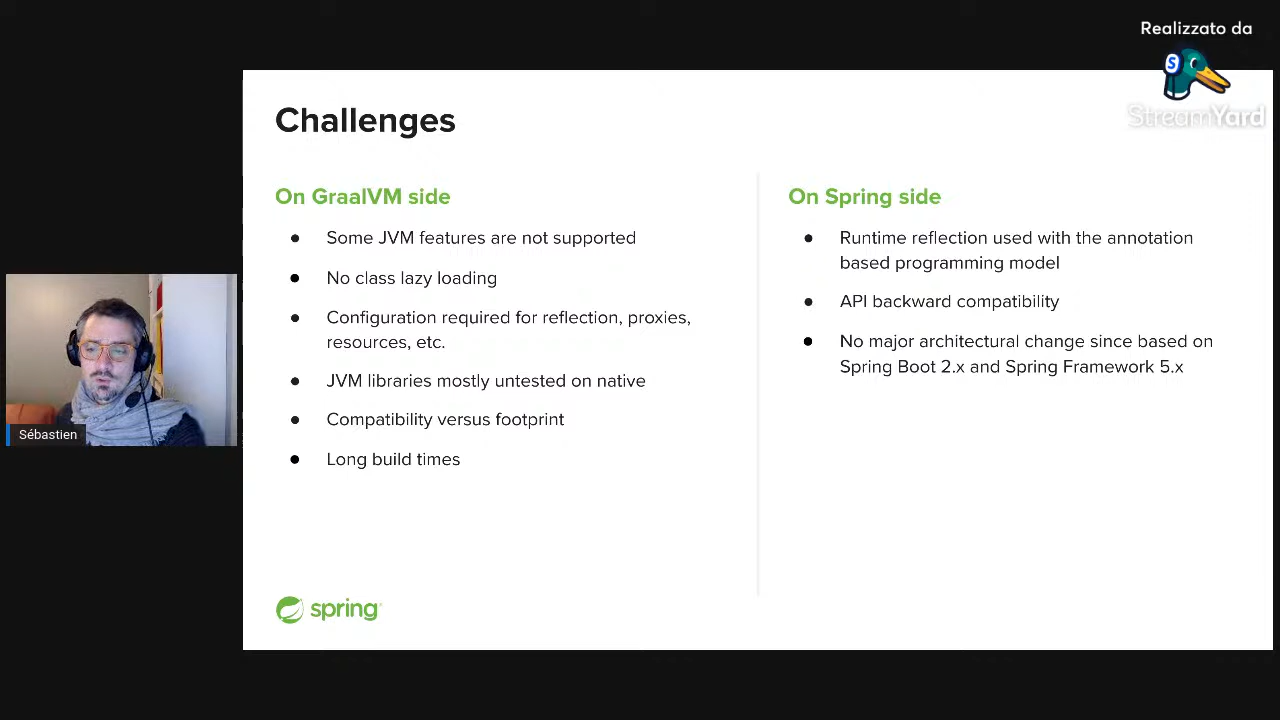 Realizzato da
StreamYard
Challenges
On GraalVM side
● Some JVM features are not supported
● No class lazy loading
● Configuration required for reflection, proxies,
resources, etc.
● JVM libraries mostly untested on native
● Compatibility versus footprint
● Long build times
On Spring side
● Runtime reflection used with the annotation
based programming model
● API backward compatibility
● No major architectural change since based on
Spring Boot 2.x and Spring Framework 5.x
Sébastien
spring